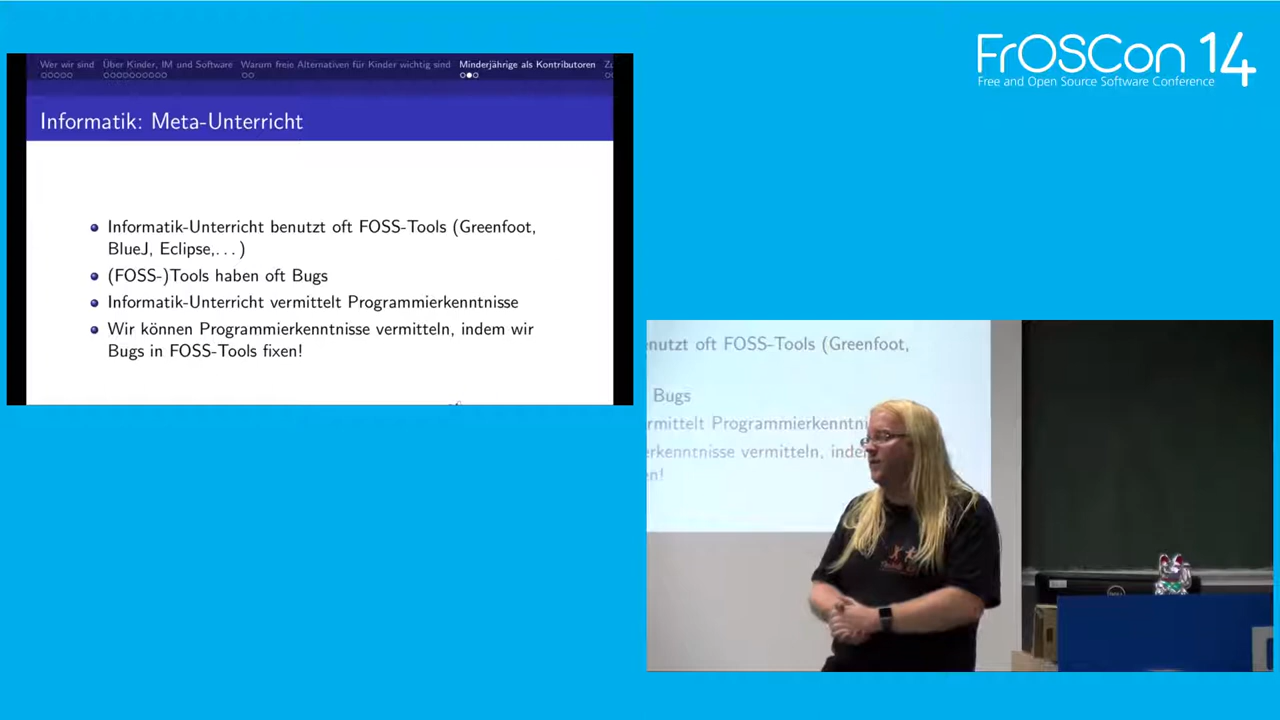 FrOSCon 14
Free and Open Source Software Conference
Wer wir sind Über Kinder, IM und Software Warum freie Alternativen für Kinder wichtig sind Minderjährige als Kontributoren
Informatik: Meta-Unterricht
Informatik-Unterricht benutzt oft FOSS-Tools (Greenfoot,
BlueJ, Eclipse,. . . )
(FOSS-)Tools haben oft Bugs
Informatik-Unterricht vermittelt Programmierkenntnisse
Wir können Programmierkenntnisse vermitteln, indem wir
Bugs in FOSS-Tools fixen!
nutzt oft FOSS-Tools (Greenfoot,
Bugs
rmittelt Programmierkenntni
erkenntnisse vermitteln, inde
en!
DELL